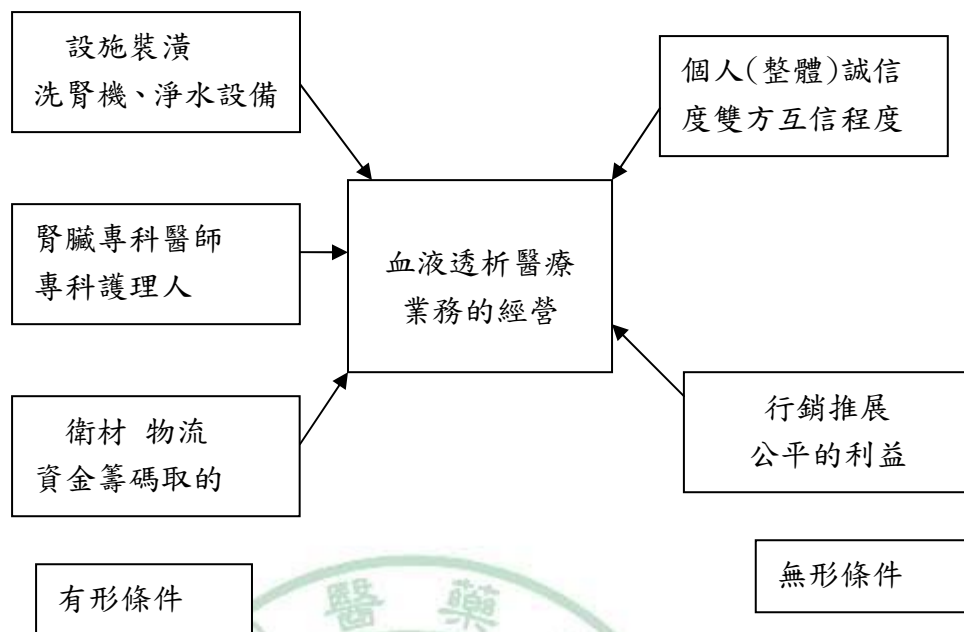 設施裝潢
洗腎機、淨水設備
個人(整體)誠信
度雙方互信程度
腎臟專科醫師
專科護理人
血液透析醫療
業務的經營
衛材 物流
資金籌碼取的
行銷推展
公平的利益
有形條件
無形條件
醫藥